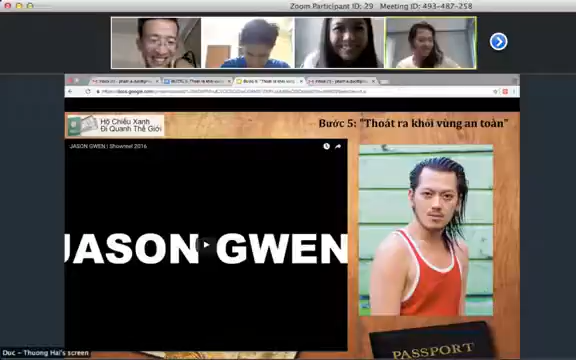 Zoom Participant ID: 29 Meeting ID: 493-487-258
Hộ Chiếu Xanh
Đi Quanh Thế Giới
Bước 5: "Thoát ra khỏi vùng an toàn"
JASON GWEN | Showreel 2016
JASON GWEN
PASSPORT
Duc - Thuong Hai's screen